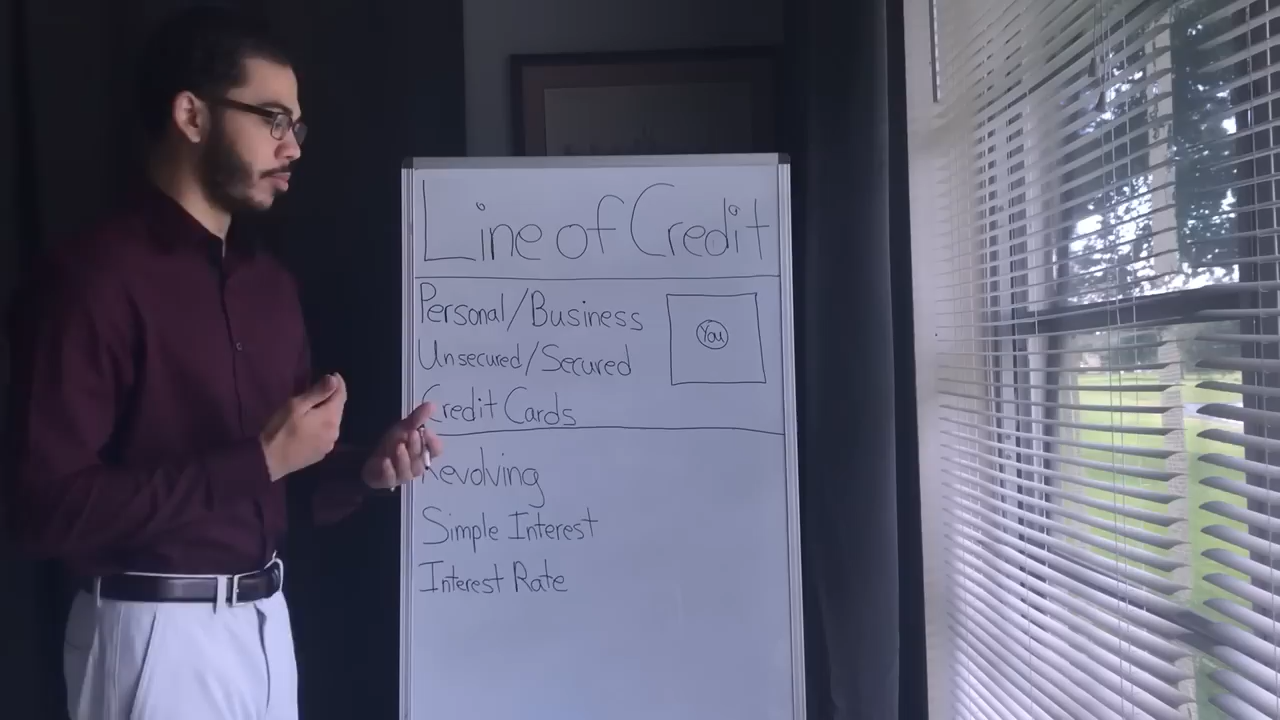 Line of Credit
Personal/Business
You
Unsecured/Secured
Credit Cards
Revolving
Simple Interest
Interest Rate